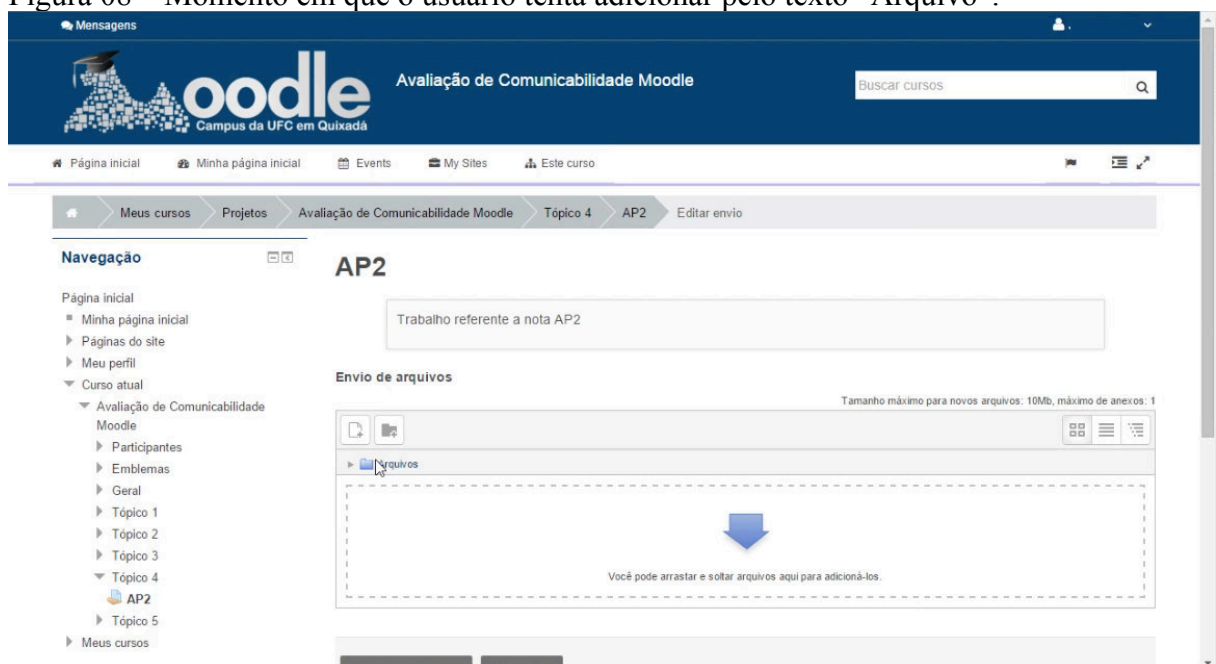 Figura 08 – Momento em que o usuário tenta adicionar pelo texto "Arquivo".
Mensagens
oodle
Campus da UFC em Quixadá
Avaliação de Comunicabilidade Moodle
Buscar cursos
Página inicial Minha página inicial Events My Sites Este curso
Meus cursos Projetos Avaliação de Comunicabilidade Moodle Tópico 4 AP2 Editar envio
Navegação
Página inicial
Minha página inicial
Páginas do site
Meu perfil
Curso atual
Avaliação de Comunicabilidade
Moodle
Participantes
Emblemas
Geral
Tópico 1
Tópico 2
Tópico 3
Tópico 4
AP2
Tópico 5
Meus cursos
AP2
Trabalho referente a nota AP2
Envio de arquivos
Tamanho máximo para novos arquivos: 10Mb, máximo de anexos: 1
Arquivos
Você pode arrastar e soltar arquivos aqui para adicioná-los.